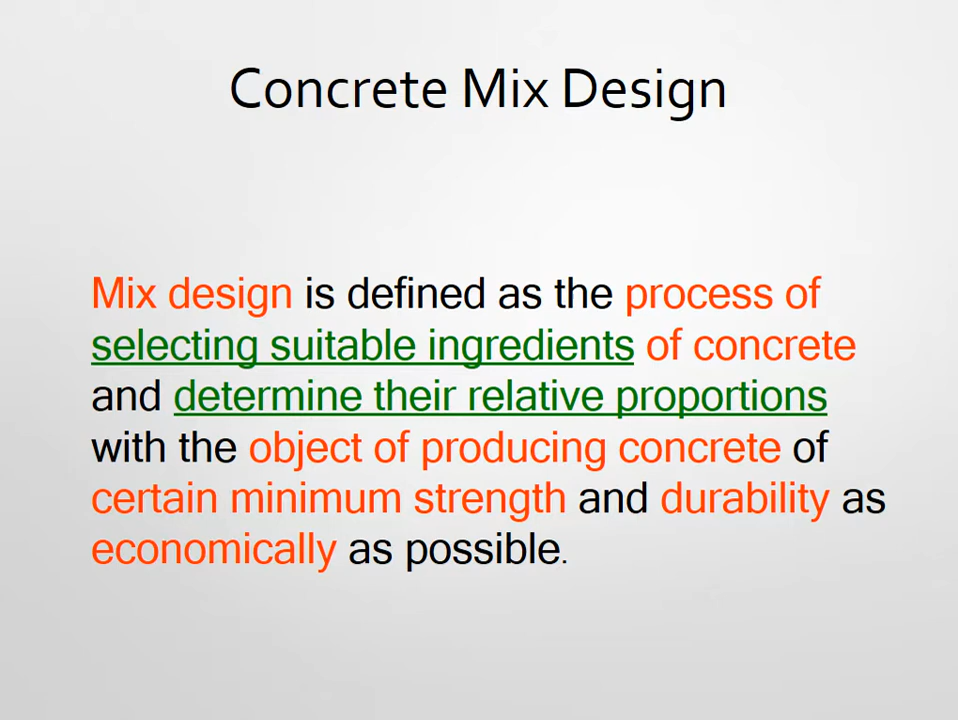 Concrete Mix Design
Mix design is defined as the process of
selecting suitable ingredients of concrete
and determine their relative proportions
with the object of producing concrete of
certain minimum strength and durability as
economically as possible.